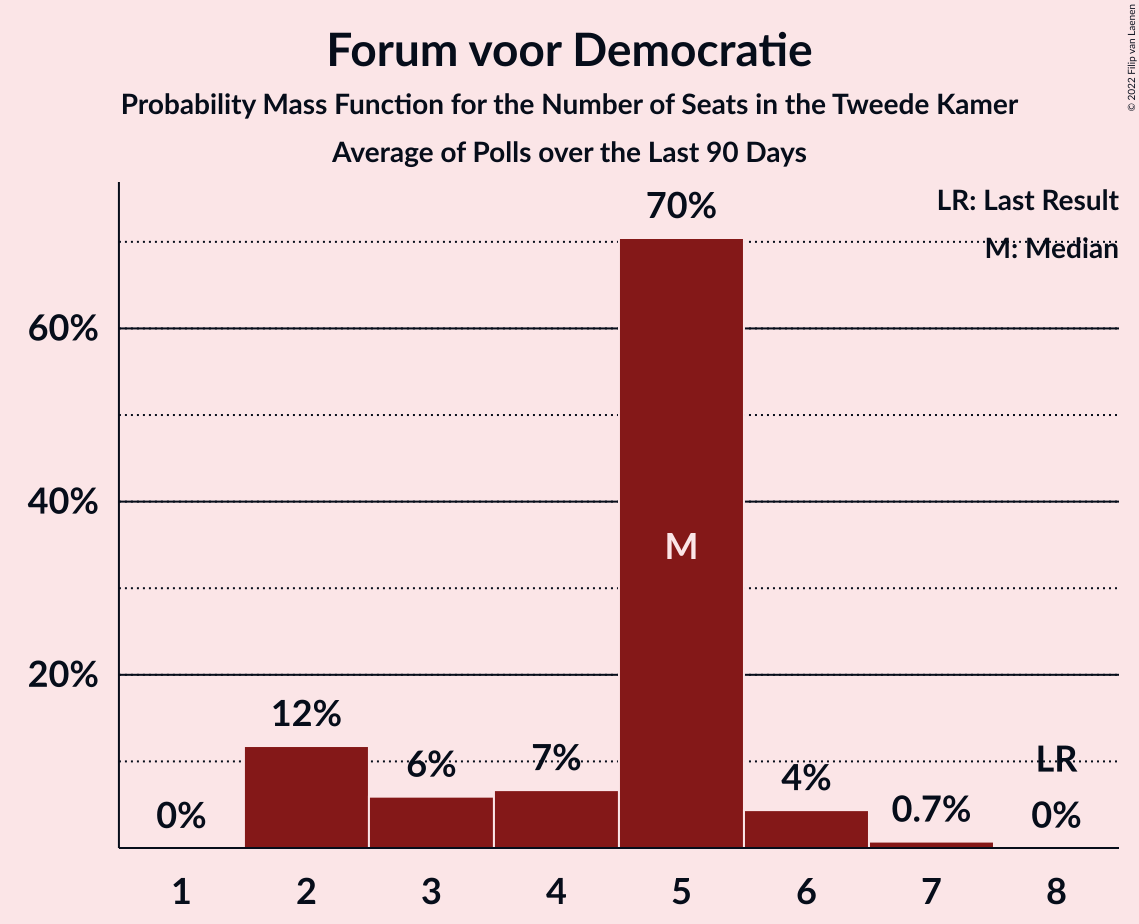 Forum voor Democratie
Probability Mass Function for the Number of Seats in the Tweede Kamer
Average of Polls over the Last 90 Days
© 2022 Filip van Laenen
LR: Last Result
M: Median
70%
60%
40%
M
20%
12%
6%
7%
4%
LR
0%
0.7%
0%
1 2 3 4 5 6 7 8